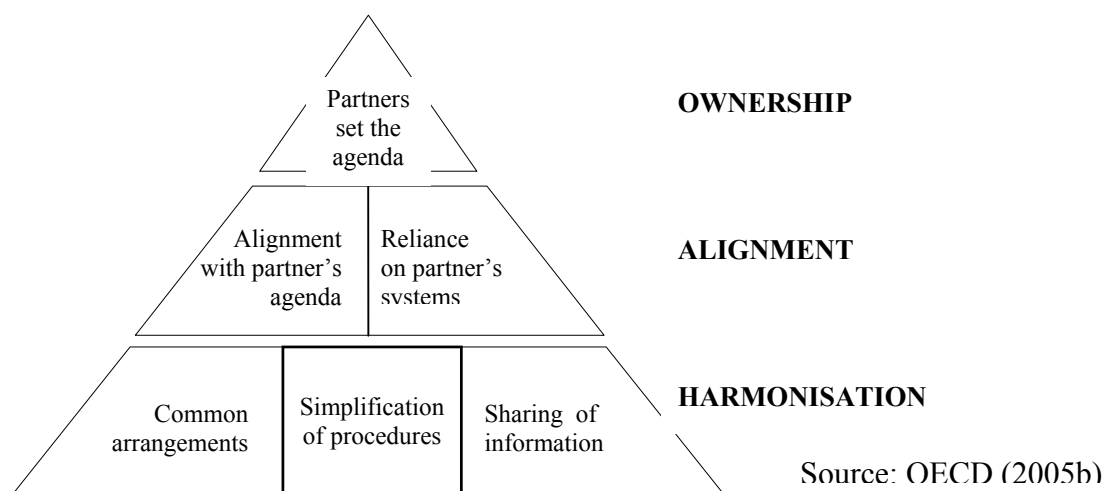 Partners
set the
agenda
OWNERSHIP
Alignment
with partner’s
agenda
Reliance
on partner’s
systems
ALIGNMENT
Common
arrangements
Simplification
of procedures
Sharing of
information
HARMONISATION
Source: OECD (2005b)